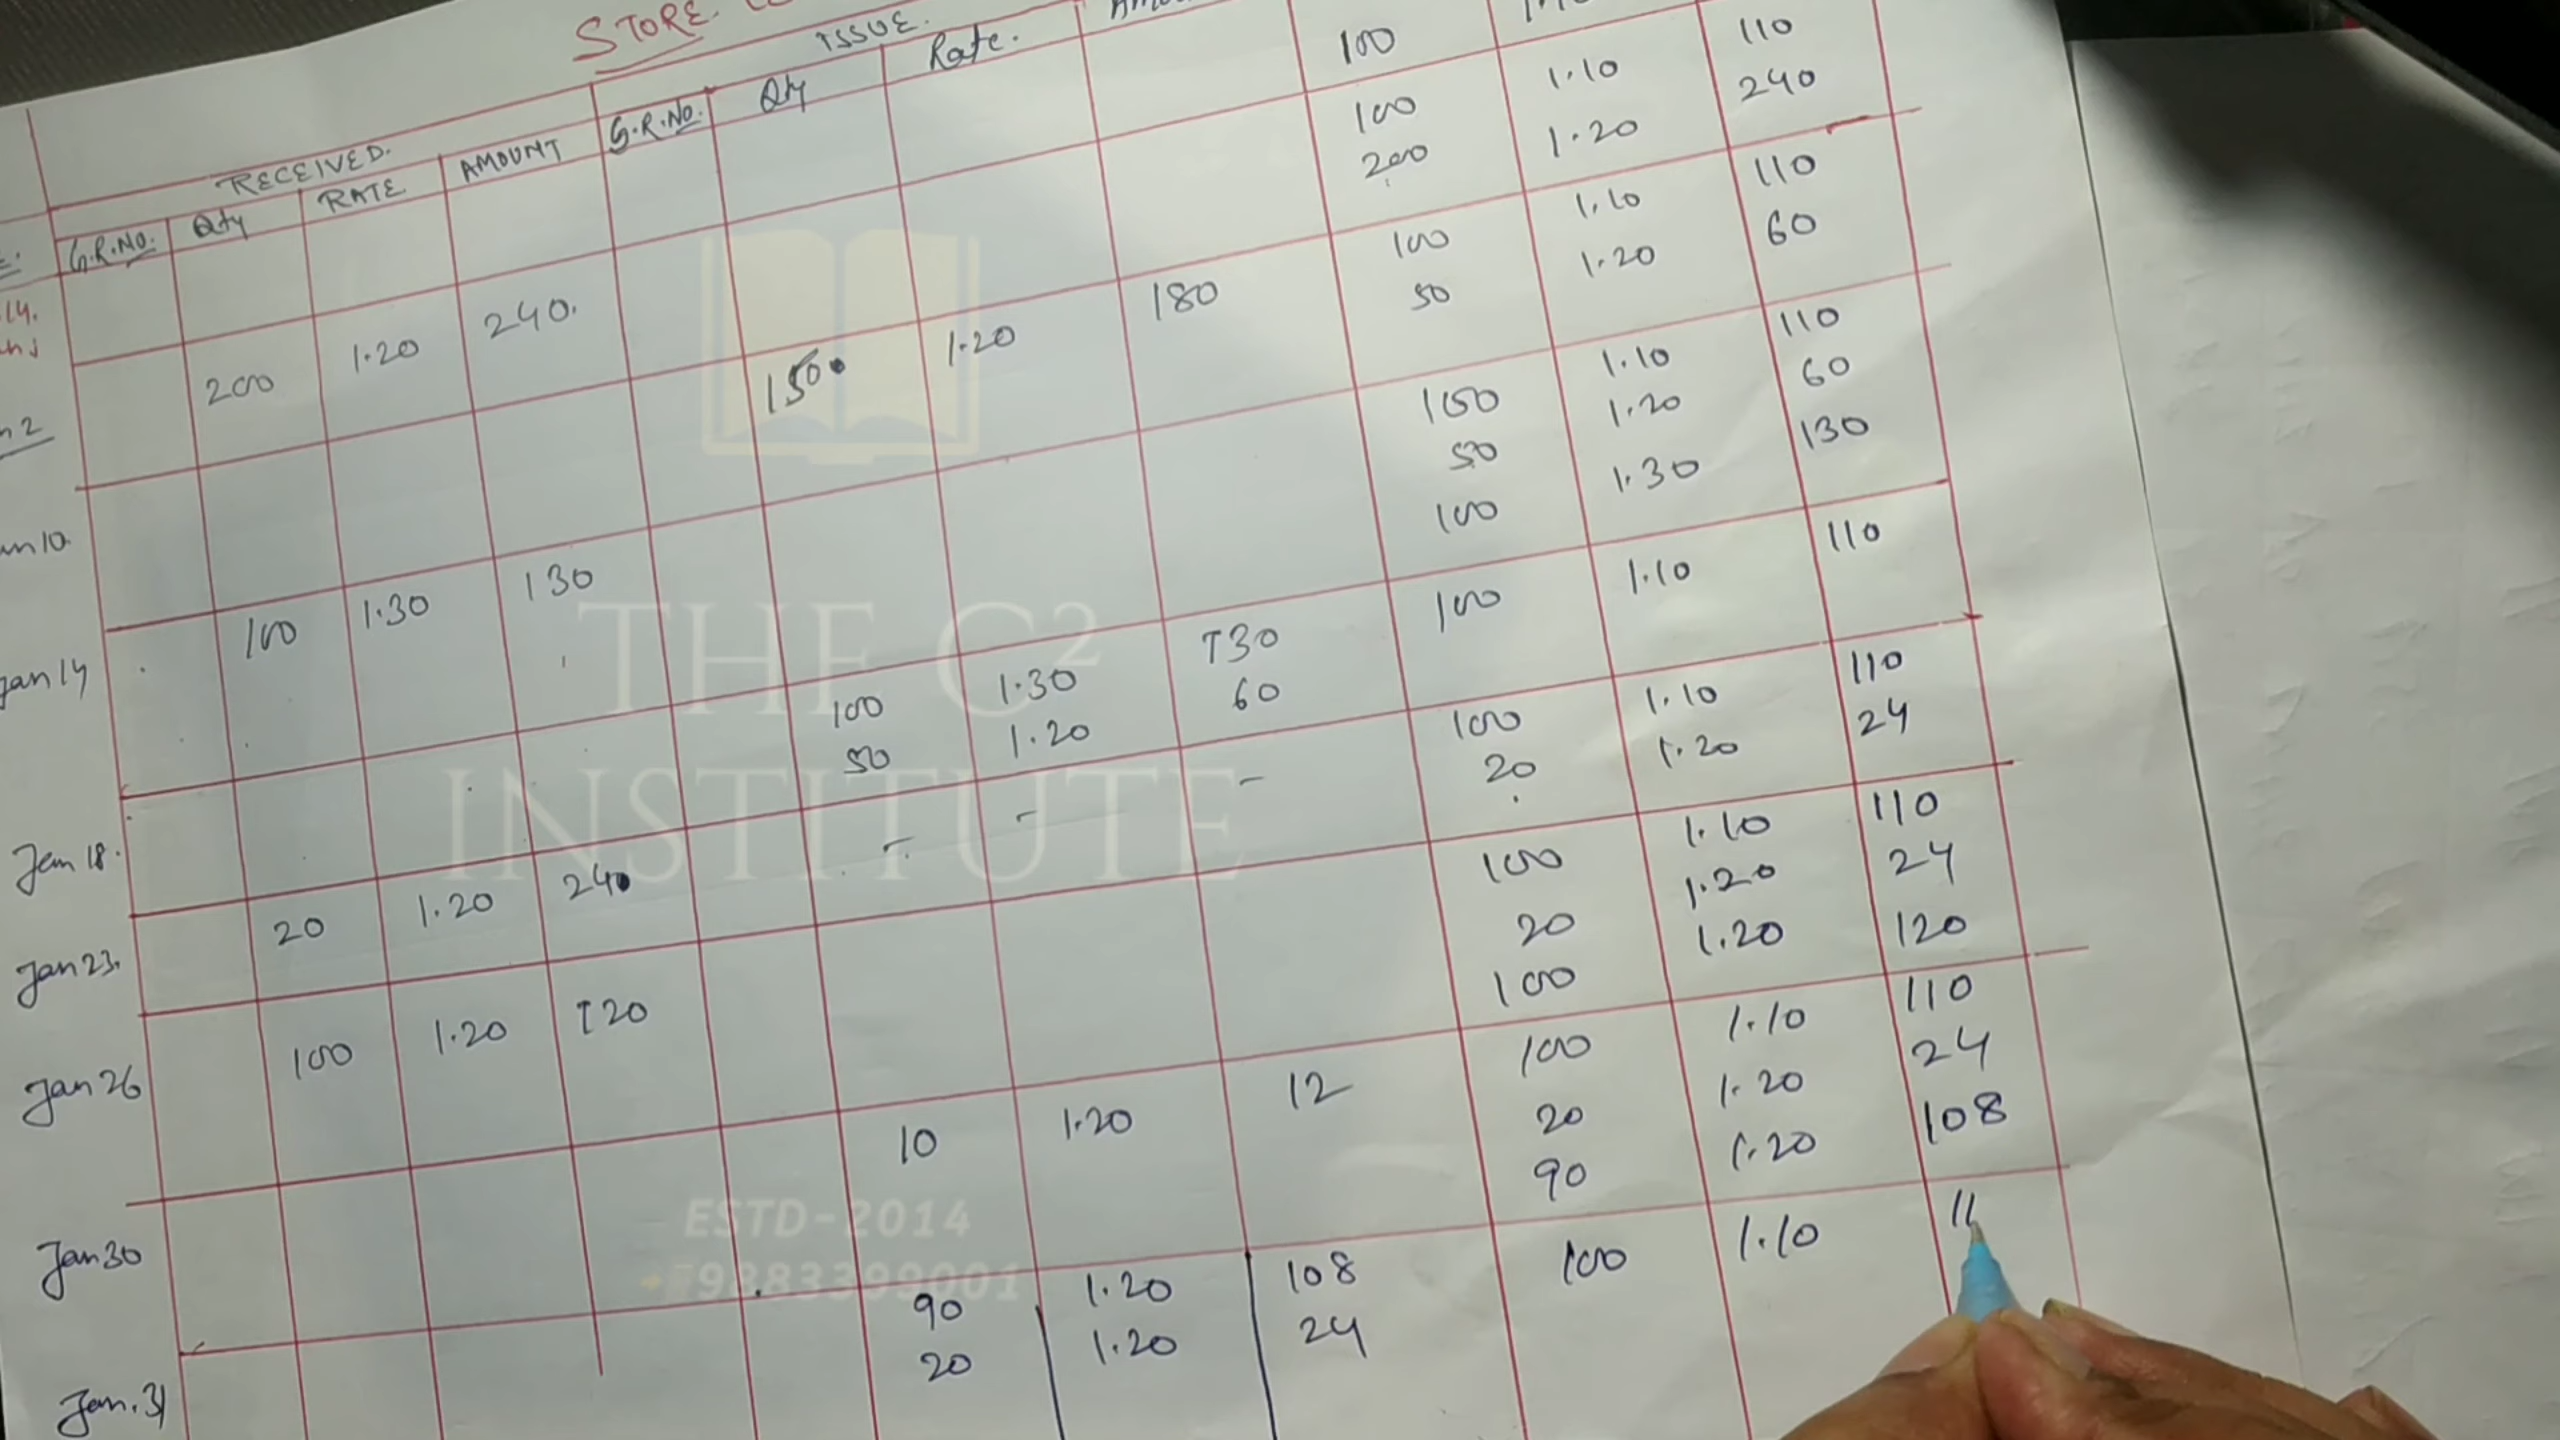 STORE.
RECEIVED. ISSUE.
G.R.No. Qty RATE AMOUNT G.R.No. Qty Rate.
100
100 1.10 110
200 1.20 240
200 1.20 240.
100 1.10 110
50 1.20 60
Jan 10 150 1.20 180
100 1.10 110
50 1.20 60
100 1.30 130
Jan 14 100 1.30 130
100 1.10 110
Jan 18. 100 1.30 130
50 1.20 60
100 1.10 110
20 1.20 24
Jan 23. 20 1.20 24 - - -
100 1.10 110
20 1.20 24
100 1.20 120
Jan 26 100 1.20 120
100 1.10 110
20 1.20 24
90 1.20 108
Jan 30 10 1.20 12
100 1.10 11
Jan. 31 90 1.20 108
20 1.20 24
THE C²
INSTITUTE
ESTD-2014